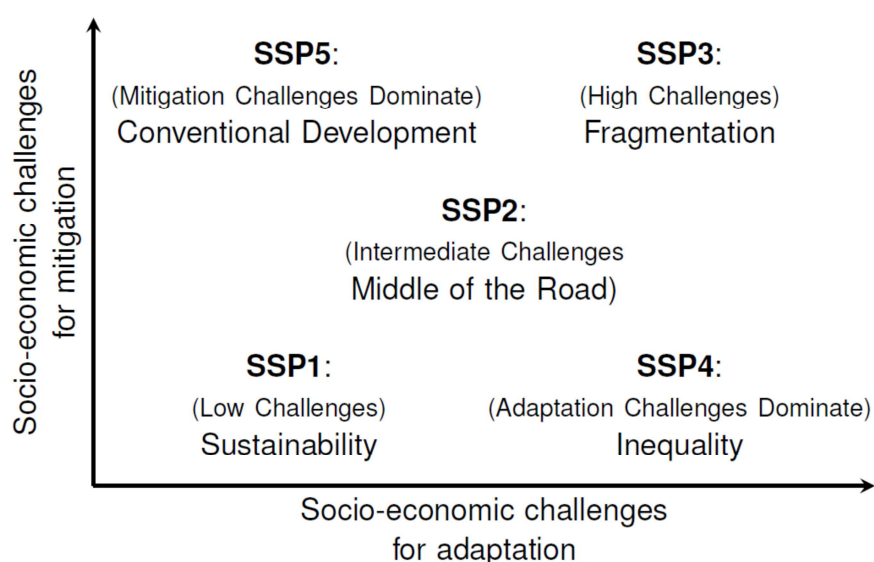 Socio-economic challenges
for mitigation
SSP5:
(Mitigation Challenges Dominate)
Conventional Development
SSP3:
(High Challenges)
Fragmentation
SSP2:
(Intermediate Challenges
Middle of the Road)
SSP1:
(Low Challenges)
Sustainability
SSP4:
(Adaptation Challenges Dominate)
Inequality
Socio-economic challenges
for adaptation